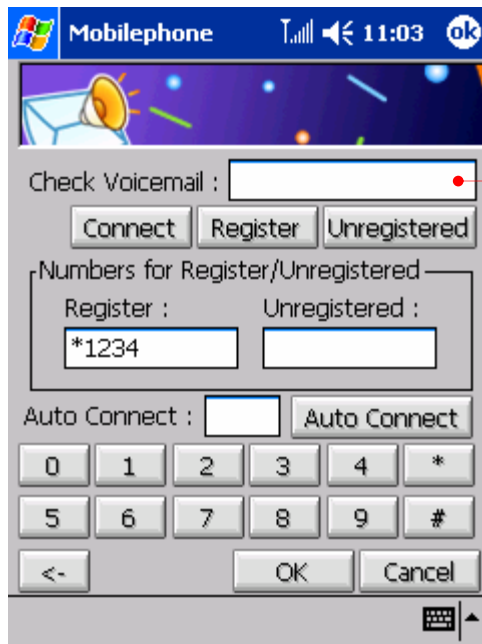 Mobilephone 11:03 ok
Check Voicemail :
Connect Register Unregistered
Numbers for Register/Unregistered
Register : Unregistered :
*1234
Auto Connect : Auto Connect
0 1 2 3 4 *
5 6 7 8 9 #
<- OK Cancel